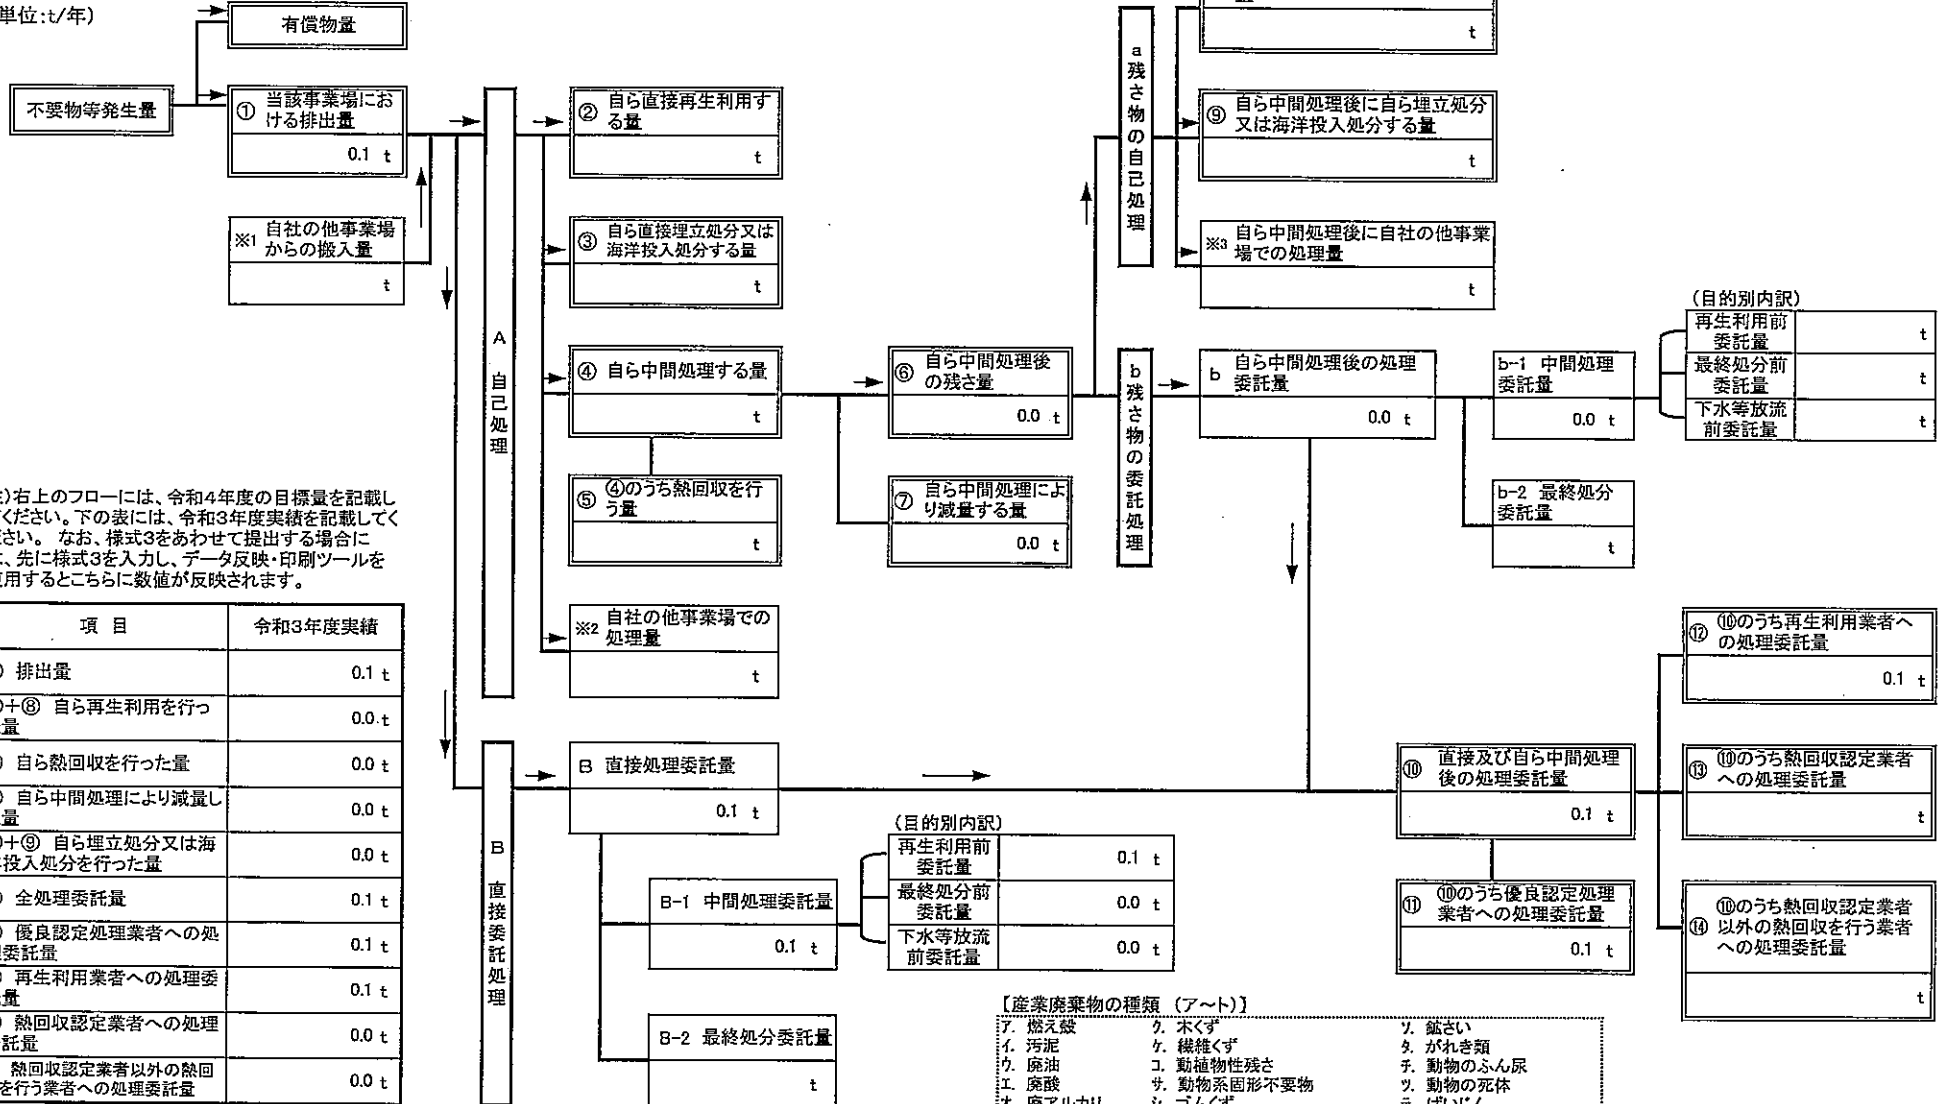 単位:t/年)
有償物量
不要物等発生量
① 当該事業場にお
ける排出量
0.1 t
※1 自社の他事業場
からの搬入量
t
A 自己処理
② 自ら直接再生利用す
る量
t
③ 自ら直接埋立処分又は
海洋投入処分する量
t
④ 自ら中間処理する量
t
⑤ ④のうち熱回収を行
う量
t
※2 自社の他事業場での
処理量
t
⑥ 自ら中間処理後
の残さ量
0.0 t
⑦ 自ら中間処理によ
り減量する量
0.0 t
a 残さ物の自己処理
t
⑨ 自ら中間処理後に自ら埋立処分
又は海洋投入処分する量
t
※3 自ら中間処理後に自社の他事業
場での処理量
t
b 残さ物の委託処理
b 自ら中間処理後の処理
委託量
0.0 t
b-1 中間処理
委託量
0.0 t
(目的別内訳)
再生利用前
委託量
t
最終処分前
委託量
t
下水等放流
前委託量
t
b-2 最終処分
委託量
t
)右上のフローには、令和4年度の目標量を記載し
ください。下の表には、令和3年度実績を記載してく
さい。 なお、様式3をあわせて提出する場合に
、先に様式3を入力し、データ反映・印刷ツールを
用するとこちらに数値が反映されます。
項 目 令和3年度実績
) 排出量 0.1 t
)+⑧ 自ら再生利用を行っ
量 0.0 t
) 自ら熱回収を行った量 0.0 t
) 自ら中間処理により減量し
量 0.0 t
)+⑨ 自ら埋立処分又は海
投入処分を行った量 0.0 t
) 全処理委託量 0.1 t
) 優良認定処理業者への処
委託量 0.1 t
) 再生利用業者への処理委
量 0.1 t
) 熱回収認定業者への処理
託量 0.0 t
熱回収認定業者以外の熱回
を行う業者への処理委託量 0.0 t
B 直接委託処理
B 直接処理委託量
0.1 t
B-1 中間処理委託量
0.1 t
(目的別内訳)
再生利用前
委託量
0.1 t
最終処分前
委託量
0.0 t
下水等放流
前委託量
0.0 t
B-2 最終処分委託量
t
⑩ 直接及び自ら中間処理
後の処理委託量
0.1 t
⑪ ⑩のうち優良認定処理
業者への処理委託量
0.1 t
⑫ ⑩のうち再生利用業者へ
の処理委託量
0.1 t
⑬ ⑩のうち熱回収認定業者
への処理委託量
t
⑭ ⑩のうち熱回収認定業者
以外の熱回収を行う業者
への処理委託量
t
【産業廃棄物の種類 (ア〜ト)】
ア. 燃え殻 ク. 木くず ソ. 鉱さい
イ. 汚泥 ケ. 繊維くず タ. がれき類
ウ. 廃油 コ. 動植物性残さ チ. 動物のふん尿
エ. 廃酸 サ. 動物系固形不要物 ツ. 動物の死体
オ. 廃アルカリ シ. ゴムくず テ. ばいじん